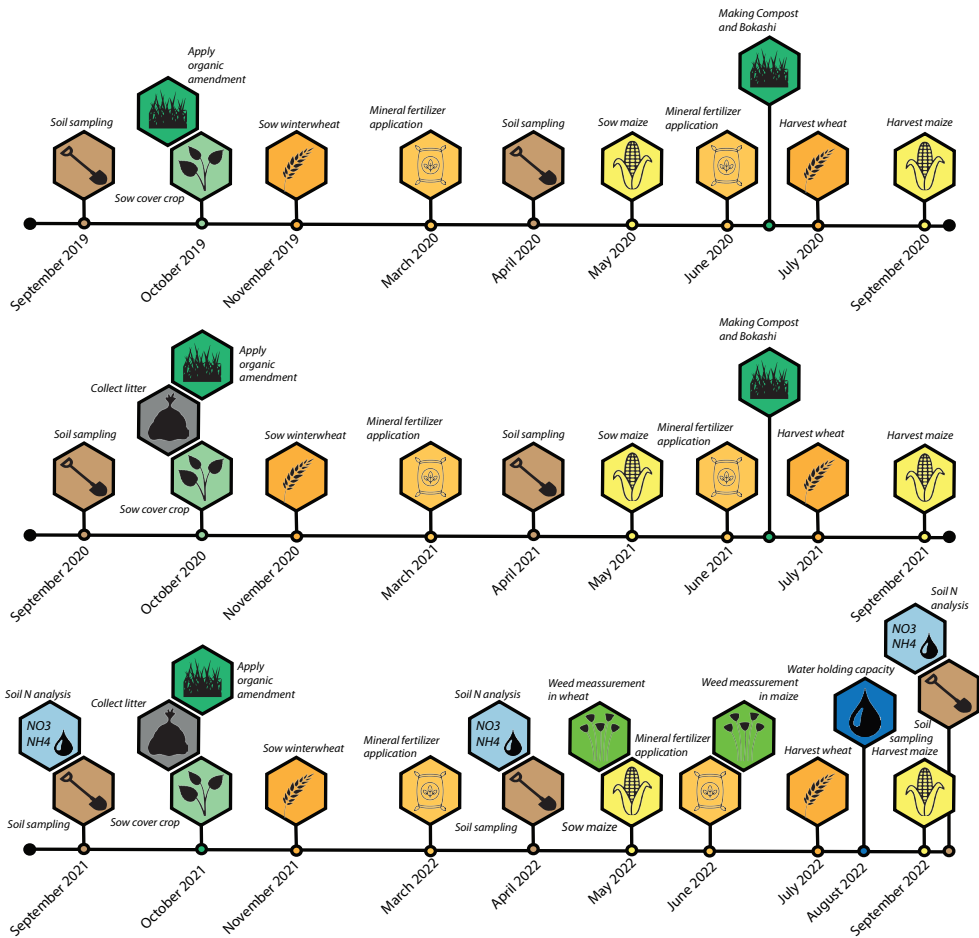 Making Compost
and Bokashi
Apply
organic
amendment
Soil sampling
Mineral fertilizer
application
Soil sampling
Sow maize
Mineral fertilizer
application
Harvest wheat
Harvest maize
Sow winterwheat
Sow cover crop
September 2019
October 2019
November 2019
March 2020
April 2020
May 2020
June 2020
July 2020
September 2020
Making Compost
and Bokashi
Apply
organic
amendment
Collect litter
Soil sampling
Sow winterwheat
Mineral fertilizer
application
Soil sampling
Sow maize
Mineral fertilizer
application
Harvest wheat
Harvest maize
Sow cover crop
September 2020
October 2020
November 2020
March 2021
April 2021
May 2021
June 2021
July 2021
September 2021
Soil N
analysis
NO3
NH4
Apply
organic
amendment
Soil N analysis
NO3
NH4
Collect litter
Soil N analysis
NO3
NH4
Weed meassurement
in wheat
Weed meassurement
in maize
Water holding capacity
Soil
sampling
Sow winterwheat
Mineral fertilizer
application
Mineral fertilizer
application
Harvest wheat
Harvest maize
Soil sampling
Sow cover crop
Soil sampling
Sow maize
September 2021
October 2021
November 2021
March 2022
April 2022
May 2022
June 2022
July 2022
August 2022
September 2022